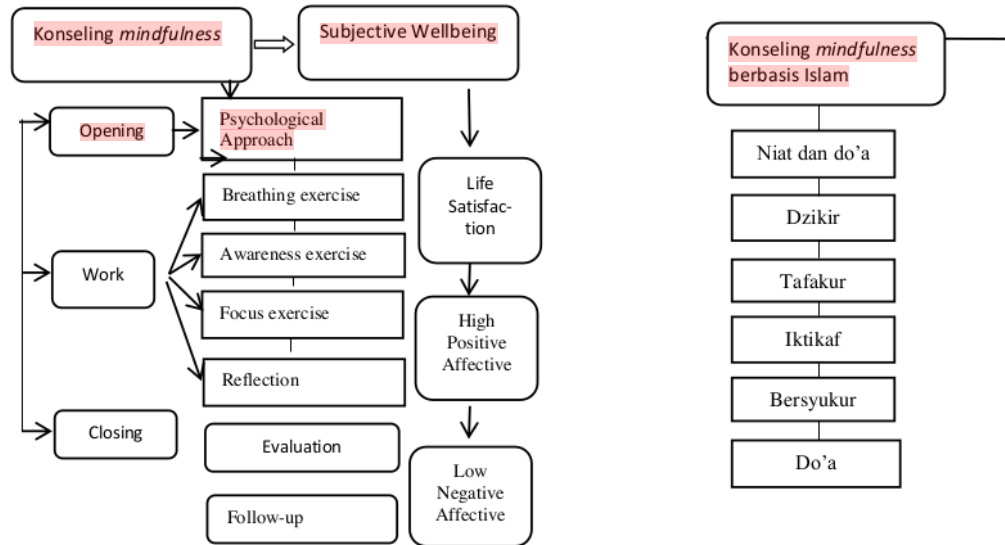 Konseling mindfulness
Subjective Wellbeing
Opening
Psychological
Approach
Breathing exercise
Work
Awareness exercise
Focus exercise
Reflection
Closing
Evaluation
Follow-up
Life
Satisfac-
tion
High
Positive
Affective
Low
Negative
Affective
Konseling mindfulness
berbasis Islam
Niat dan do’a
Dzikir
Tafakur
Iktikaf
Bersyukur
Do’a